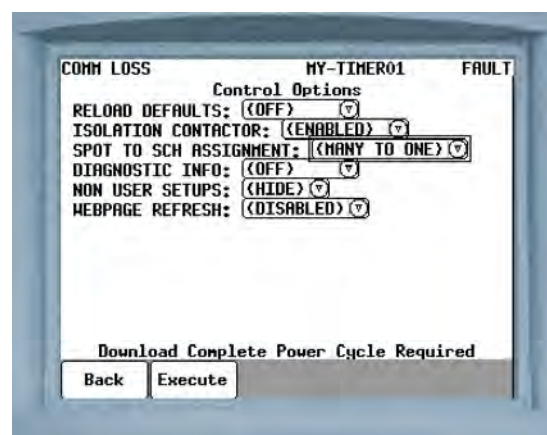 COMM LOSS MY-TIMER01 FAULT
Control Options
RELOAD DEFAULTS: (OFF)
ISOLATION CONTACTOR: (ENABLED)
SPOT TO SCH ASSIGNMENT: (MANY TO ONE)
DIAGNOSTIC INFO: (OFF)
NON USER SETUPS: (HIDE)
WEBPAGE REFRESH: (DISABLED)
Download Complete Power Cycle Required
Back Execute